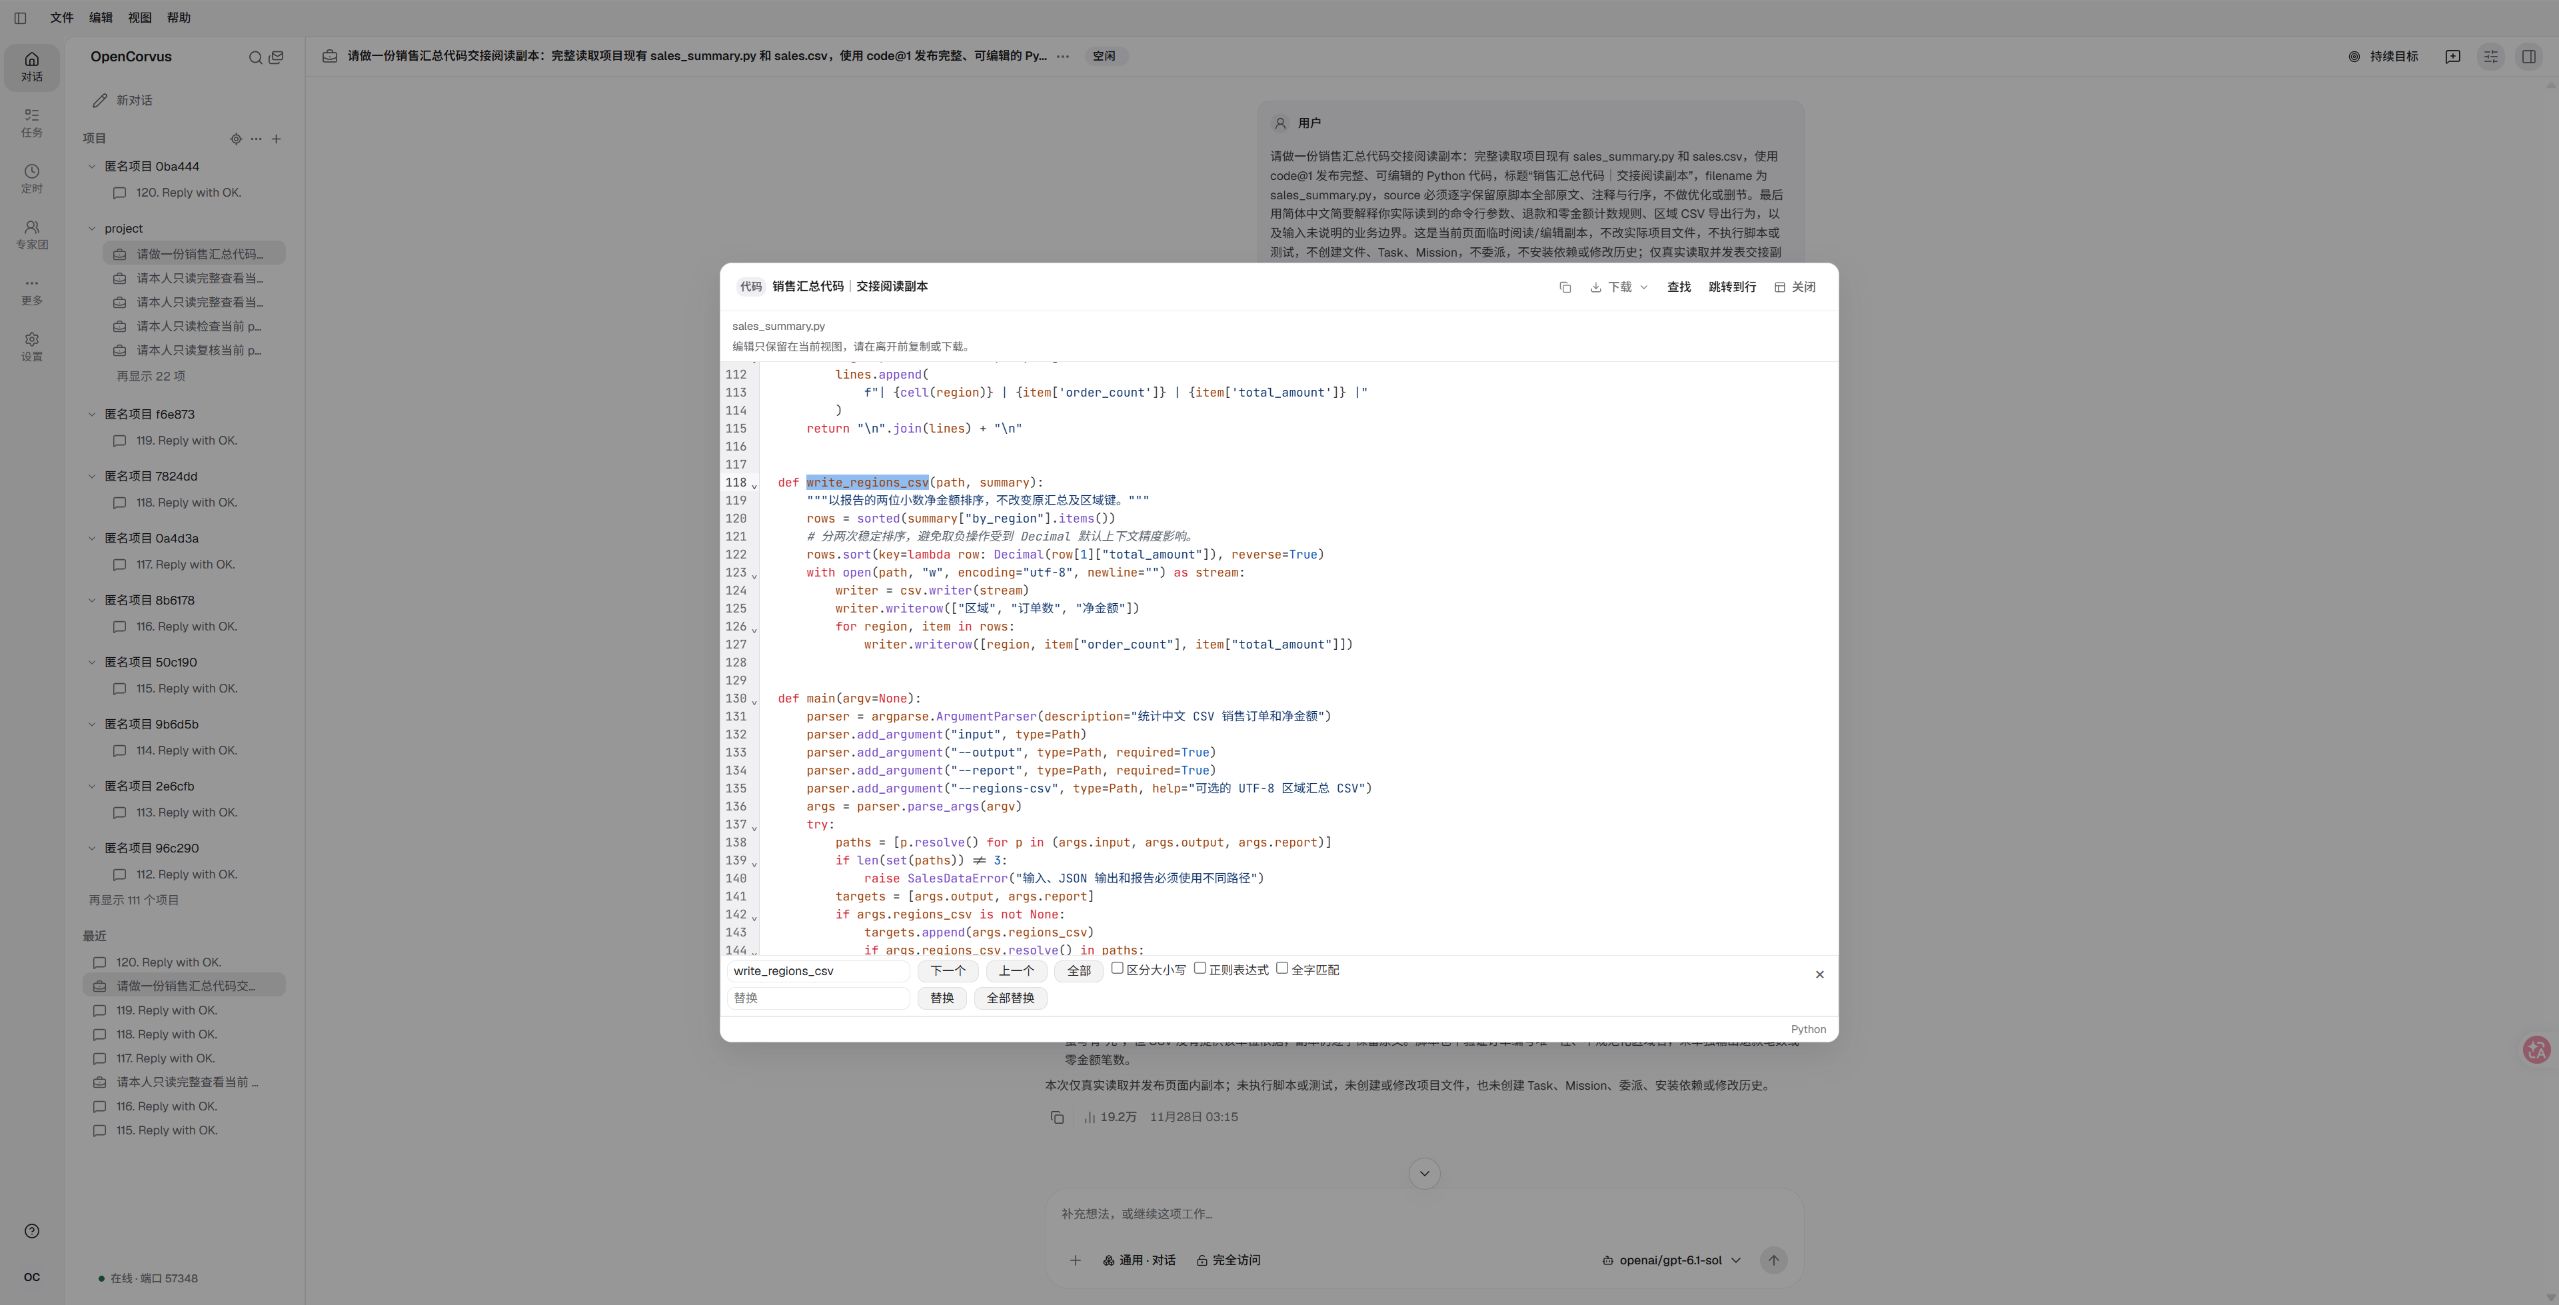 文件 编辑 视图 帮助
对话
任务
定时
专家团
更多
设置
OC
OpenCorvus
新对话
项目
匿名项目 0ba444
120. Reply with OK.
project
请做一份销售汇总代码...
请本人只读完整查看当...
请本人只读完整查看当...
请本人只读检查当前 p...
请本人只读复核当前 p...
再显示 22 项
匿名项目 f6e873
119. Reply with OK.
匿名项目 7824dd
118. Reply with OK.
匿名项目 0a4d3a
117. Reply with OK.
匿名项目 8b6178
116. Reply with OK.
匿名项目 50c190
115. Reply with OK.
匿名项目 9b6d5b
114. Reply with OK.
匿名项目 2e6cfb
113. Reply with OK.
匿名项目 96c290
112. Reply with OK.
再显示 111 个项目
最近
120. Reply with OK.
请做一份销售汇总代码交...
119. Reply with OK.
118. Reply with OK.
117. Reply with OK.
请本人只读完整查看当前 ...
116. Reply with OK.
115. Reply with OK.
在线 · 端口 57348
请做一份销售汇总代码交接阅读副本：完整读取项目现有 sales_summary.py 和 sales.csv，使用 code@1 发布完整、可编辑的 Py... ... 空闲
持续目标
用户
请做一份销售汇总代码交接阅读副本：完整读取项目现有 sales_summary.py 和 sales.csv，使用
code@1 发布完整、可编辑的 Python 代码，标题“销售汇总代码｜交接阅读副本”，filename 为
sales_summary.py，source 必须逐字保留原脚本全部原文、注释与行序，不做优化或删节。最后
用简体中文简要解释你实际读到的命令行参数、退款和零金额计数规则、区域 CSV 导出行为，以
及输入未说明的业务边界。这是当前页面临时阅读/编辑副本，不改实际项目文件，不执行脚本或
测试，不创建文件、Task、Mission，不委派，不安装依赖或修改历史；仅真实读取并发表交接副
代码 销售汇总代码｜交接阅读副本
下载 查找 跳转到行 关闭
sales_summary.py
编辑只保留在当前视图，请在离开前复制或下载。
112 lines.append(
113 f"| {cell(region)} | {item['order_count']} | {item['total_amount']} |"
114 )
115 return "\n".join(lines) + "\n"
116
117
118 def write_regions_csv(path, summary):
119 """以报告的两位小数净金额排序，不改变原汇总及区域键。"""
120 rows = sorted(summary["by_region"].items())
121 # 分两次稳定排序，避免取负操作受到 Decimal 默认上下文精度影响。
122 rows.sort(key=lambda row: Decimal(row[1]["total_amount"]), reverse=True)
123 with open(path, "w", encoding="utf-8", newline="") as stream:
124 writer = csv.writer(stream)
125 writer.writerow(["区域", "订单数", "净金额"])
126 for region, item in rows:
127 writer.writerow([region, item["order_count"], item["total_amount"]])
128
129
130 def main(argv=None):
131 parser = argparse.ArgumentParser(description="统计中文 CSV 销售订单和净金额")
132 parser.add_argument("input", type=Path)
133 parser.add_argument("--output", type=Path, required=True)
134 parser.add_argument("--report", type=Path, required=True)
135 parser.add_argument("--regions-csv", type=Path, help="可选的 UTF-8 区域汇总 CSV")
136 args = parser.parse_args(argv)
137 try:
138 paths = [p.resolve() for p in (args.input, args.output, args.report)]
139 if len(set(paths)) ≠ 3:
140 raise SalesDataError("输入、JSON 输出和报告必须使用不同路径")
141 targets = [args.output, args.report]
142 if args.regions_csv is not None:
143 targets.append(args.regions_csv)
144 if args.regions_csv.resolve() in paths:
write_regions_csv 下一个 上一个 全部 区分大小写 正则表达式 全字匹配 ×
替换 替换 全部替换
Python
零金额笔数。
本次仅真实读取并发布页面内副本；未执行脚本或测试，未创建或修改项目文件，也未创建 Task、Mission、委派、安装依赖或修改历史。
19.2万 11月28日 03:15
补充想法，或继续这项工作...
通用 · 对话 完全访问 openai/gpt-6.1-sol